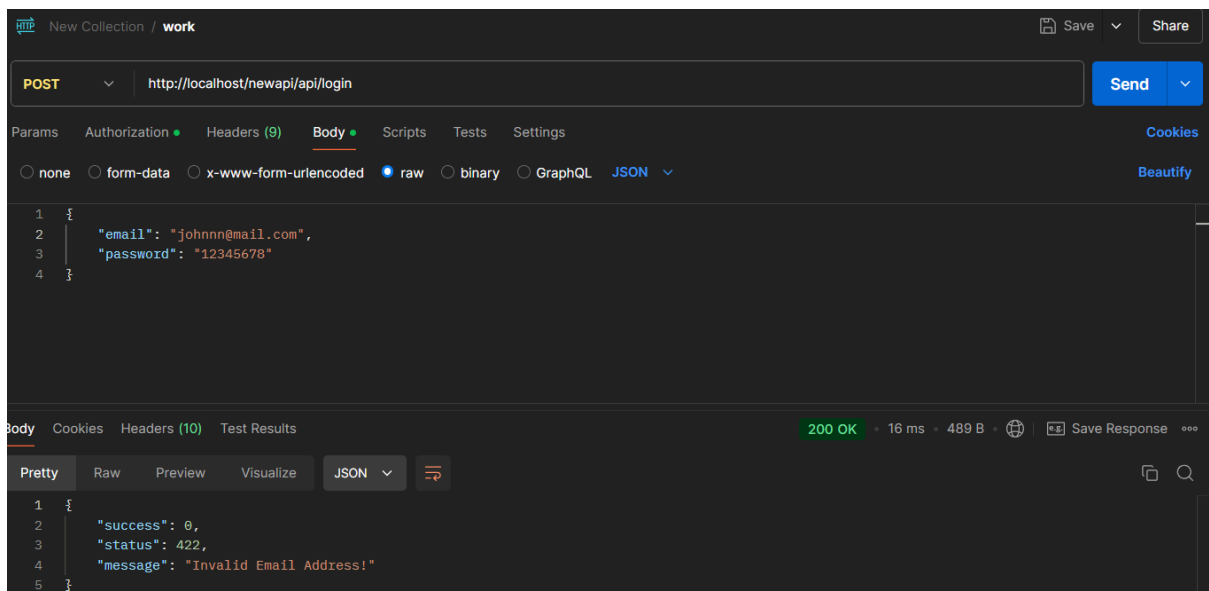 HTTP New Collection / work Save Share
POST http://localhost/newapi/api/login Send
Params Authorization Headers (9) Body Scripts Tests Settings Cookies
none form-data x-www-form-urlencoded raw binary GraphQL JSON Beautify
1 {
2 "email": "johnnn@mail.com",
3 "password": "12345678"
4 }
Body Cookies Headers (10) Test Results 200 OK • 16 ms • 489 B e.g. Save Response
Pretty Raw Preview Visualize JSON
1 {
2 "success": 0,
3 "status": 422,
4 "message": "Invalid Email Address!"
5 }